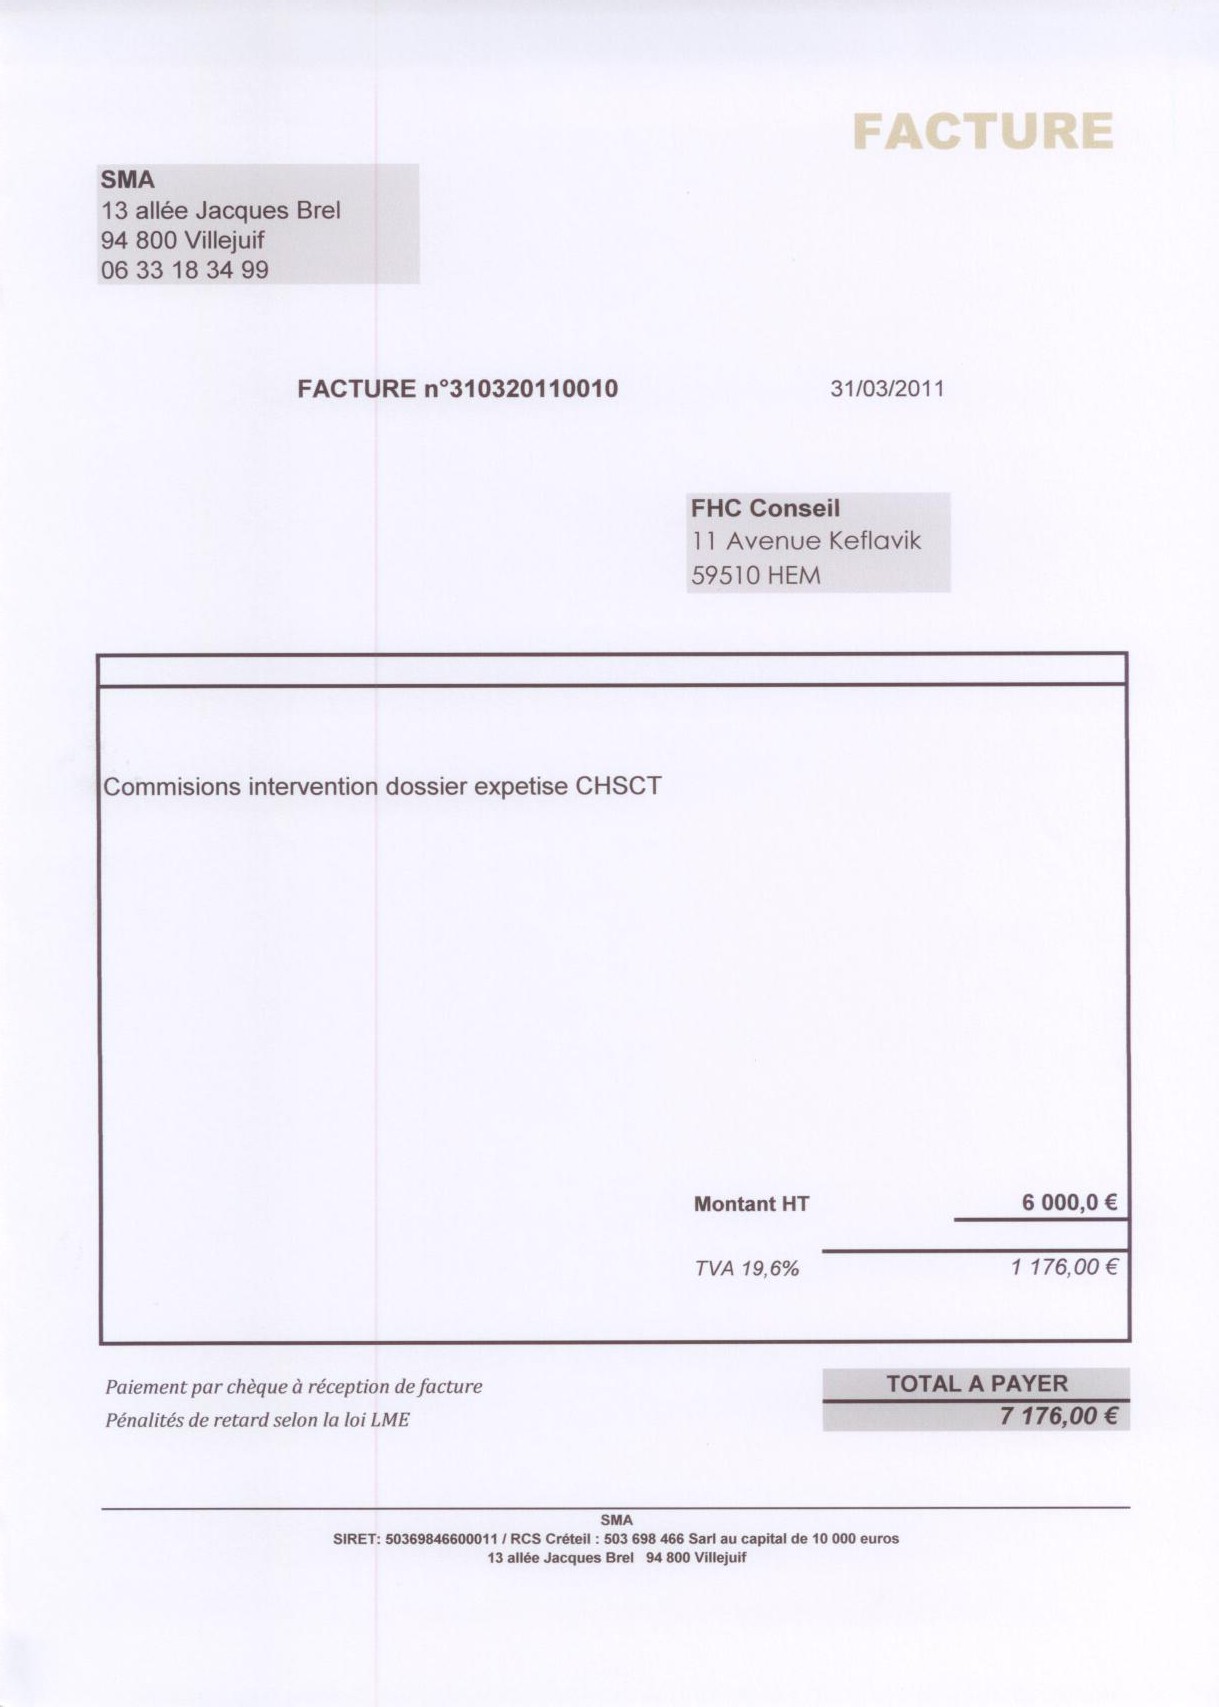 FACTURE
SMA
13 allée Jacques Brel
94 800 Villejuif
06 33 18 34 99
FACTURE n°310320110010 31/03/2011
FHC Conseil
11 Avenue Keflavik
59510 HEM
Commisions intervention dossier expetise CHSCT
Montant HT 6 000,0 €
TVA 19,6% 1 176,00 €
Paiement par chèque à réception de facture
Pénalités de retard selon la loi LME
TOTAL A PAYER
7 176,00 €
SMA
SIRET: 50369846600011 / RCS Créteil : 503 698 466 Sarl au capital de 10 000 euros
13 allée Jacques Brel 94 800 Villejuif